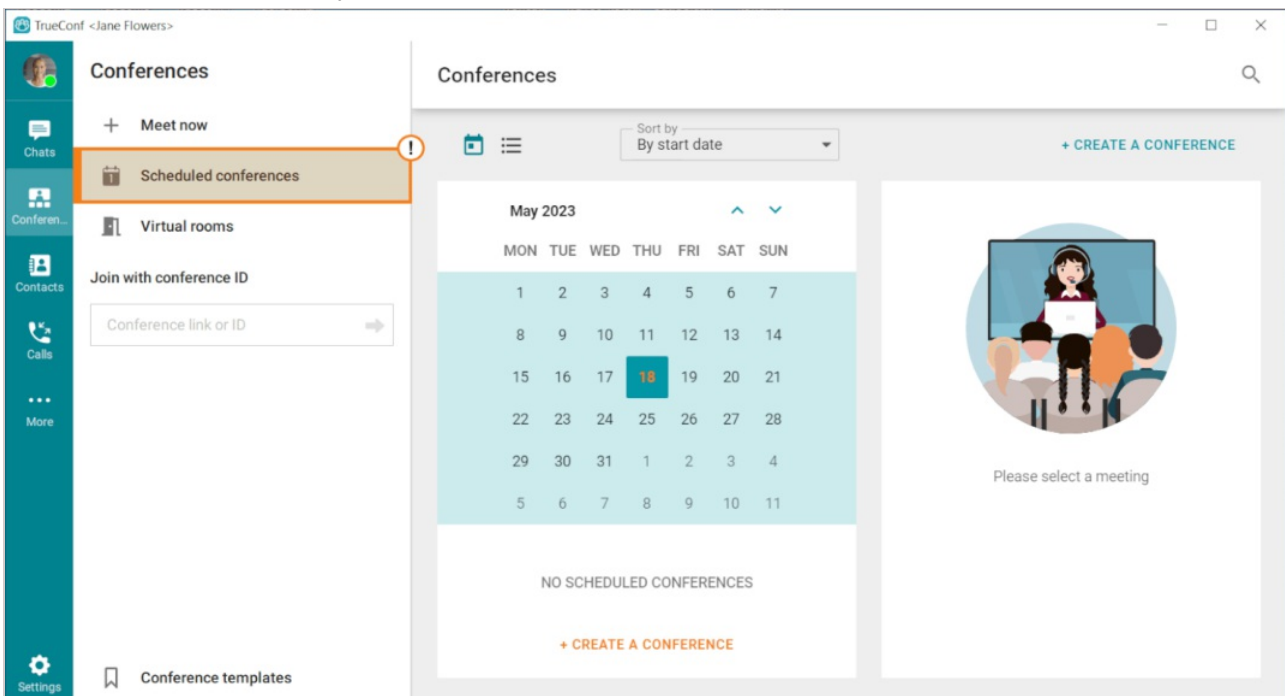 TrueConf <Jane Flowers>
Chats
Conferen...
Contacts
Calls
More
Settings
Conferences
Meet now
Scheduled conferences
!
Virtual rooms
Join with conference ID
Conference link or ID
Conference templates
Conferences
Sort by
By start date
+ CREATE A CONFERENCE
May 2023
MON TUE WED THU FRI SAT SUN
1 2 3 4 5 6 7
8 9 10 11 12 13 14
15 16 17 18 19 20 21
22 23 24 25 26 27 28
29 30 31 1 2 3 4
5 6 7 8 9 10 11
NO SCHEDULED CONFERENCES
+ CREATE A CONFERENCE
Please select a meeting